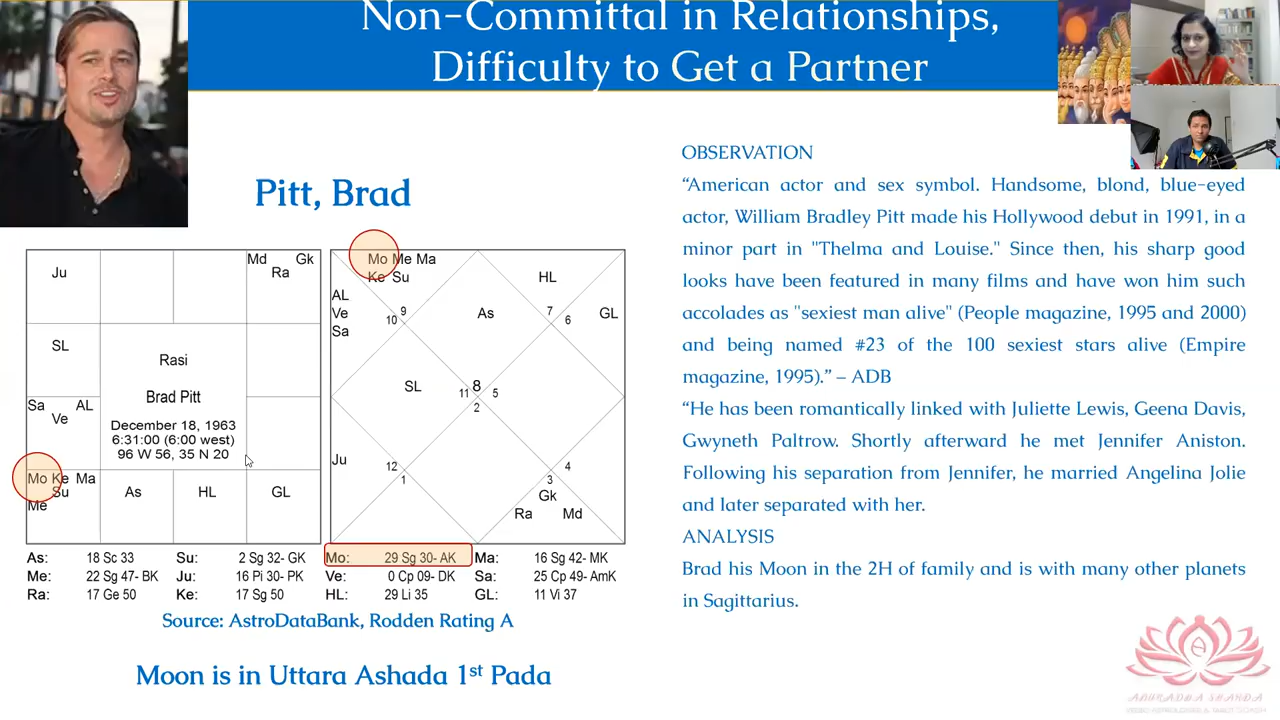 Non-Committal in Relationships,
Difficulty to Get a Partner
Pitt, Brad
Ju
Md Gk
Ra
SL
Rasi
Brad Pitt
December 18, 1963
6:31:00 (6:00 west)
96 W 56, 35 N 20
Sa AL
Ve
Mo Ke Ma
Su
Me
As
HL
GL
Mo Me Ma
Ke Su
HL
AL
Ve
Sa
9
10
As
7
6
GL
SL
8
11
5
2
Ju
12
1
4
3
Gk
Ra Md
As: 18 Sc 33 Su: 2 Sg 32- GK Mo: 29 Sg 30- AK Ma: 16 Sg 42- MK
Me: 22 Sg 47- BK Ju: 16 Pi 30- PK Ve: 0 Cp 09- DK Sa: 25 Cp 49- AmK
Ra: 17 Ge 50 Ke: 17 Sg 50 HL: 29 Li 35 GL: 11 Vi 37
Source: AstroDataBank, Rodden Rating A
Moon is in Uttara Ashada 1st Pada
OBSERVATION
“American actor and sex symbol. Handsome, blond, blue-eyed
actor, William Bradley Pitt made his Hollywood debut in 1991, in a
minor part in "Thelma and Louise." Since then, his sharp good
looks have been featured in many films and have won him such
accolades as "sexiest man alive" (People magazine, 1995 and 2000)
and being named #23 of the 100 sexiest stars alive (Empire
magazine, 1995).” – ADB
“He has been romantically linked with Juliette Lewis, Geena Davis,
Gwyneth Paltrow. Shortly afterward he met Jennifer Aniston.
Following his separation from Jennifer, he married Angelina Jolie
and later separated with her.
ANALYSIS
Brad his Moon in the 2H of family and is with many other planets
in Sagittarius.